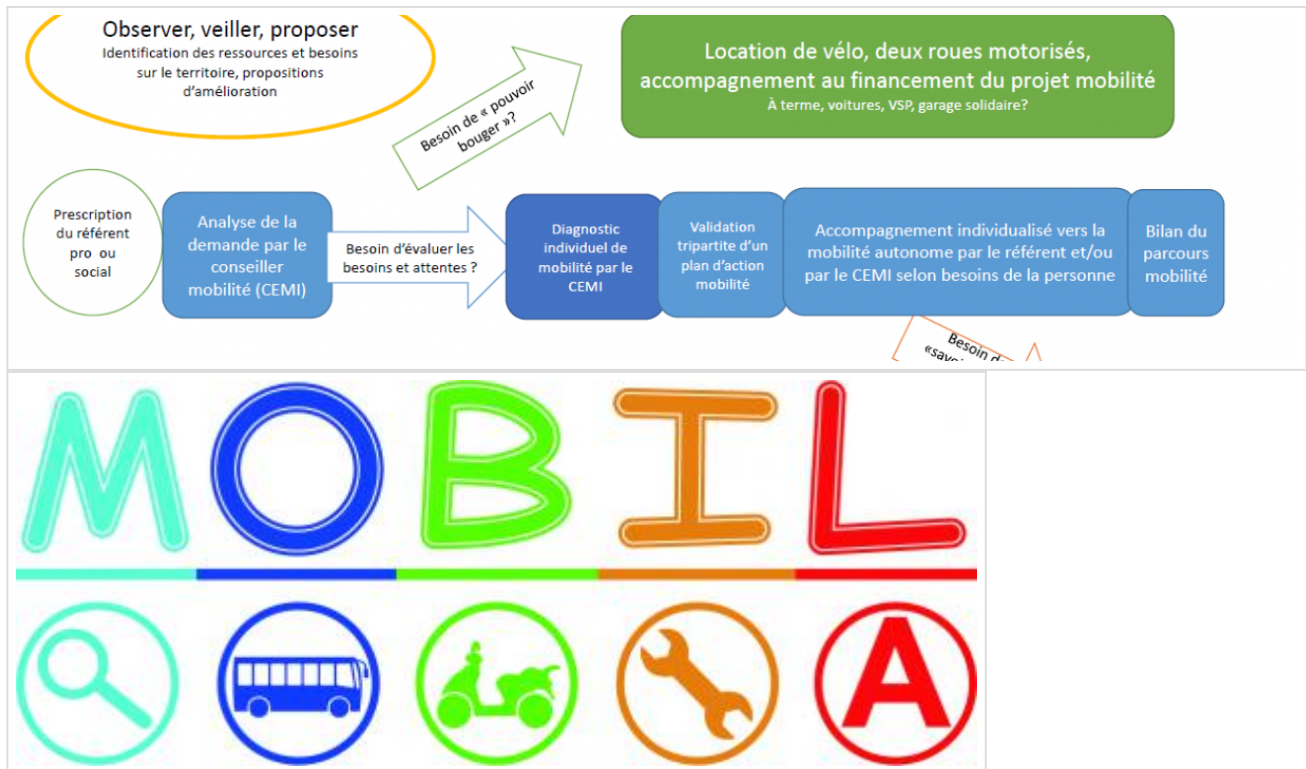 Observer, veiller, proposer
Identification des ressources et besoins
sur le territoire, propositions
d'amélioration
Besoin de « pouvoir
bouger »?
Location de vélo, deux roues motorisés,
accompagnement au financement du projet mobilité
À terme, voitures, VSP, garage solidaire?
Prescription
du référent
pro ou
social
Analyse de la
demande par le
conseiller
mobilité (CEMI)
Besoin d'évaluer les
besoins et attentes ?
Diagnostic
individuel de
mobilité par le
CEMI
Validation
tripartite d'un
plan d'action
mobilité
Accompagnement individualisé vers la
mobilité autonome par le référent et/ou
par le CEMI selon besoins de la personne
Bilan du
parcours
mobilité
Besoin de
MOBIL
A